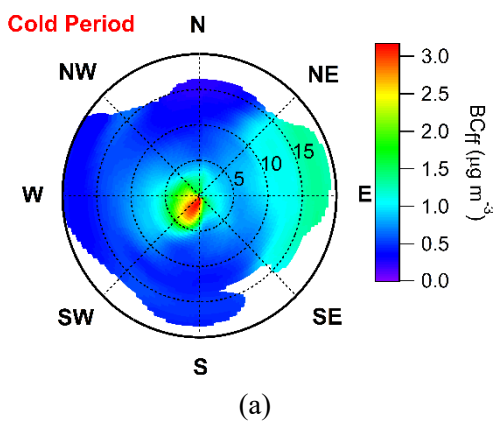 Cold Period
N
NW
NE
W
E
SW
SE
S
5
10
15
3.0
2.5
2.0
1.5
1.0
0.5
0.0
BCff (μg m⁻³)
(a)